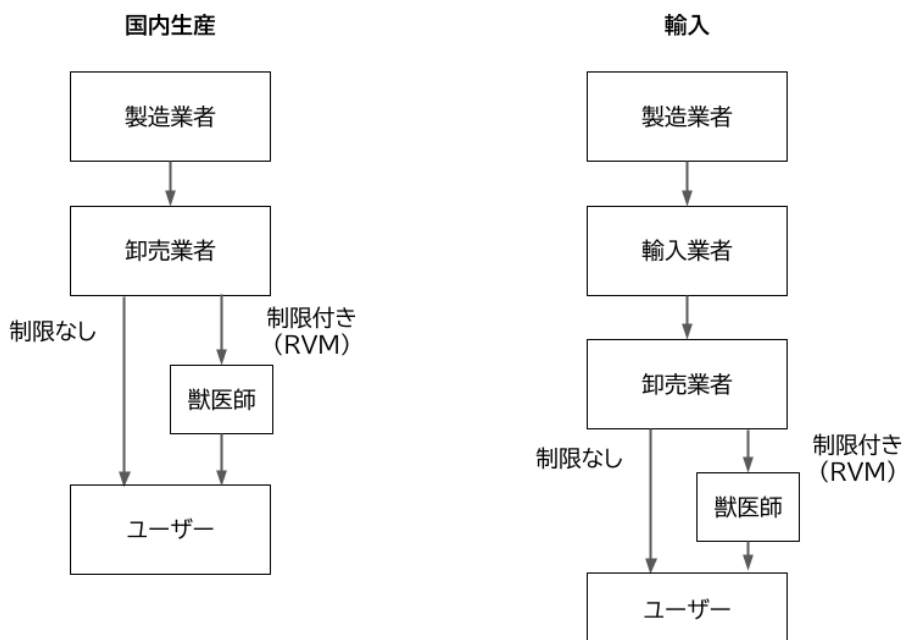 国内生産
製造業者
卸売業者
制限なし
制限付き
（RVM）
獣医師
ユーザー
輸入
製造業者
輸入業者
卸売業者
制限なし
制限付き
（RVM）
獣医師
ユーザー